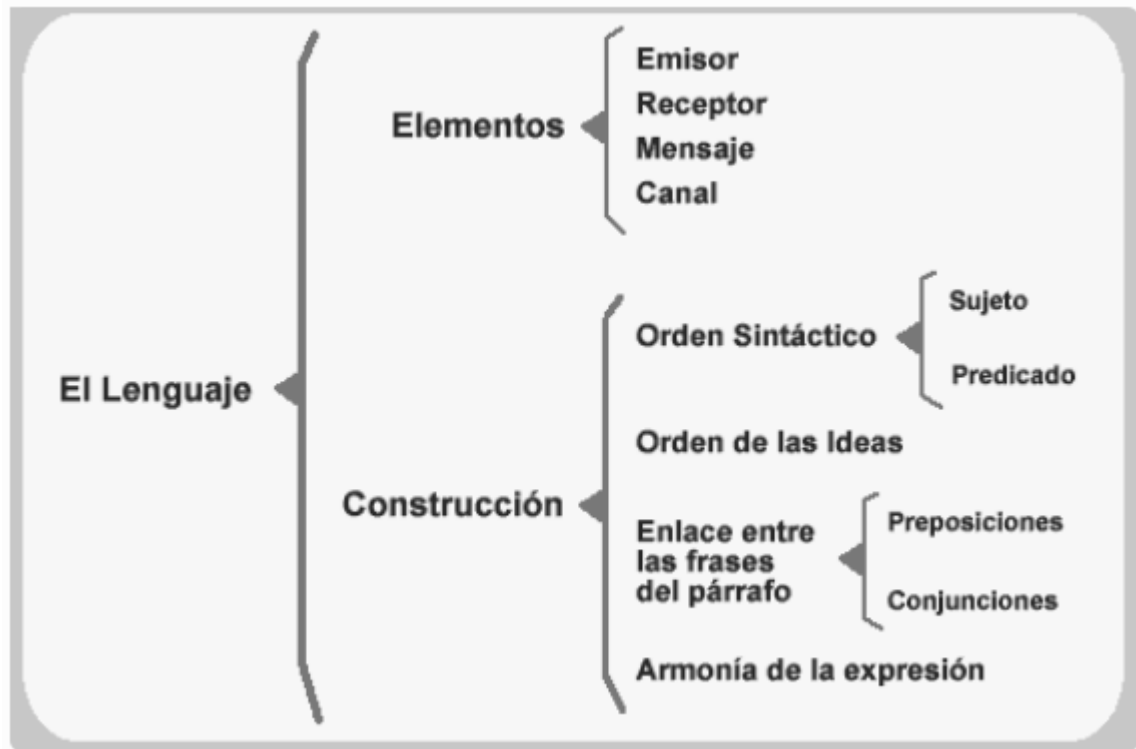 El Lenguaje
Elementos
Emisor
Receptor
Mensaje
Canal
Construcción
Orden Sintáctico
Sujeto
Predicado
Orden de las Ideas
Enlace entre
las frases
del párrafo
Preposiciones
Conjunciones
Armonía de la expresión